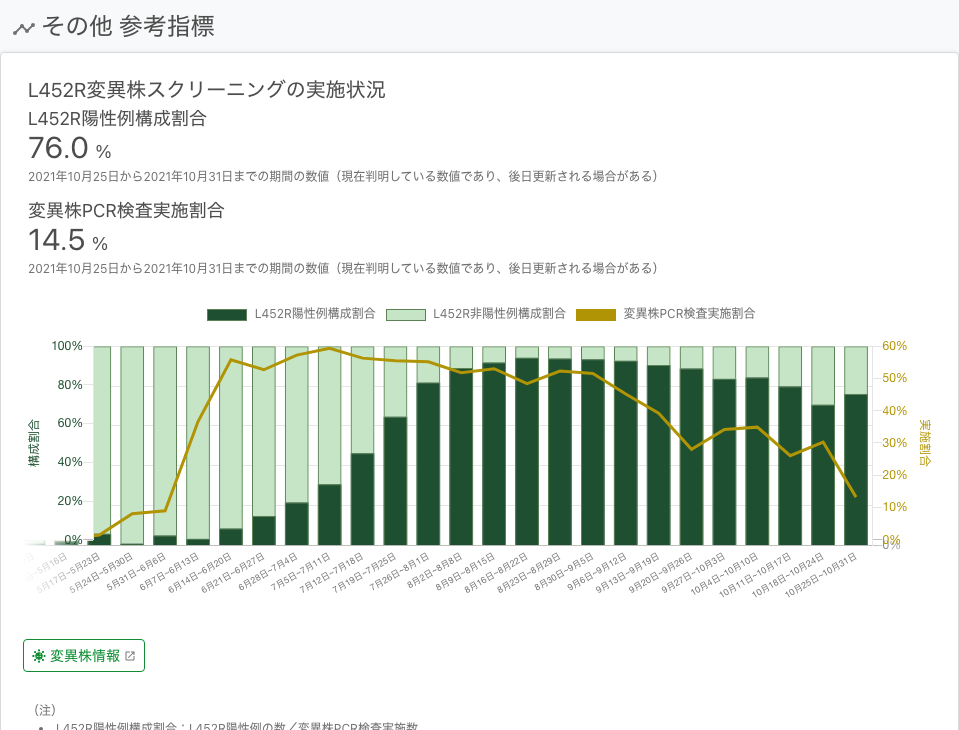 その他 参考指標
L452R変異株スクリーニングの実施状況
L452R陽性例構成割合
76.0 %
2021年10月25日から2021年10月31日までの期間の数値（現在判明している数値であり、後日更新される場合がある）
変異株PCR検査実施割合
14.5 %
2021年10月25日から2021年10月31日までの期間の数値（現在判明している数値であり、後日更新される場合がある）
L452R陽性例構成割合 L452R非陽性例構成割合 変異株PCR検査実施割合
100% 60%
80% 50%
60% 40%
40% 30%
20% 20%
0% 10%
0%
0%
構成割合
実施割合
5月17日~5月23日
5月24日~5月30日
5月31日~6月6日
6月7日~6月13日
6月14日~6月20日
6月21日~6月27日
6月28日~7月4日
7月5日~7月11日
7月12日~7月18日
7月19日~7月25日
7月26日~8月1日
8月2日~8月8日
8月9日~8月15日
8月16日~8月22日
8月23日~8月29日
8月30日~9月5日
9月6日~9月12日
9月13日~9月19日
9月20日~9月26日
9月27日~10月3日
10月4日~10月10日
10月11日~10月17日
10月18日~10月24日
10月25日~10月31日
変異株情報
（注）
• L452R陽性例構成割合：L452R陽性例の数／変異株PCR検査実施数